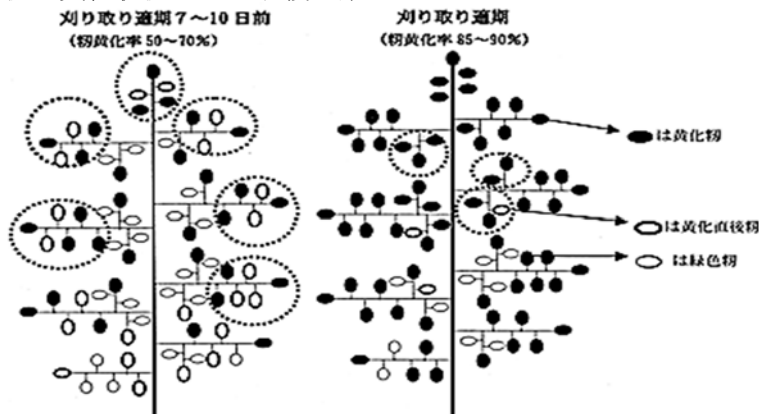 刈り取り適期7～10日前
(籾黄化率50～70%)
刈り取り適期
(籾黄化率85～90%)
は黄化籾
は黄化直後籾
は緑色籾